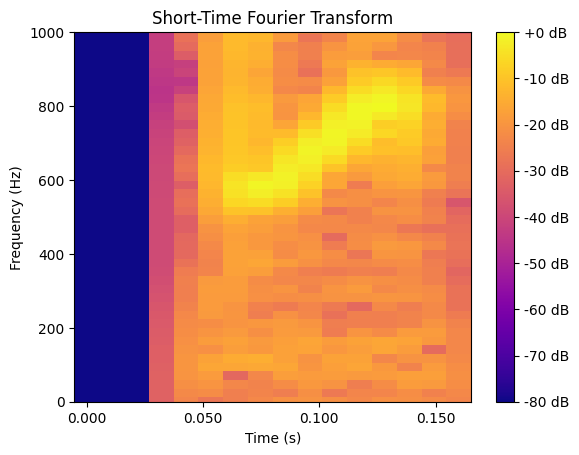 Short-Time Fourier Transform
1000
800
600
400
200
0
Frequency (Hz)
0.000
0.050
0.100
0.150
Time (s)
+0 dB
-10 dB
-20 dB
-30 dB
-40 dB
-50 dB
-60 dB
-70 dB
-80 dB